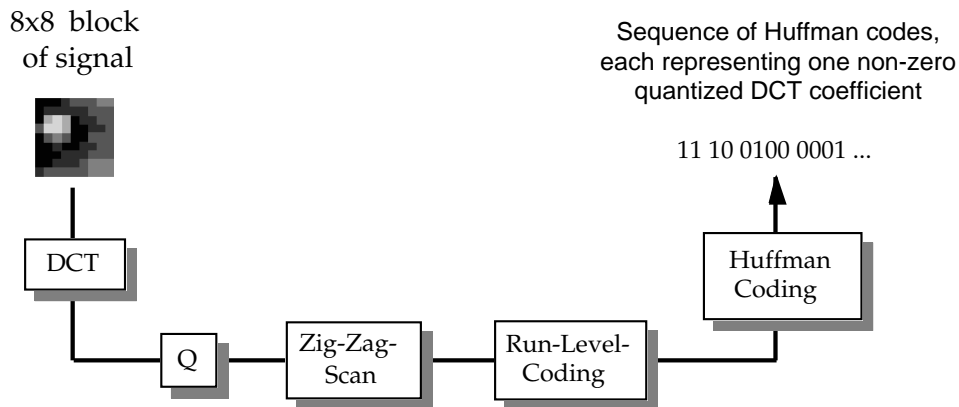 8x8 block
of signal
Sequence of Huffman codes,
each representing one non-zero
quantized DCT coefficient
11 10 0100 0001 ...
DCT
Huffman
Coding
Q
Zig-Zag-
Scan
Run-Level-
Coding